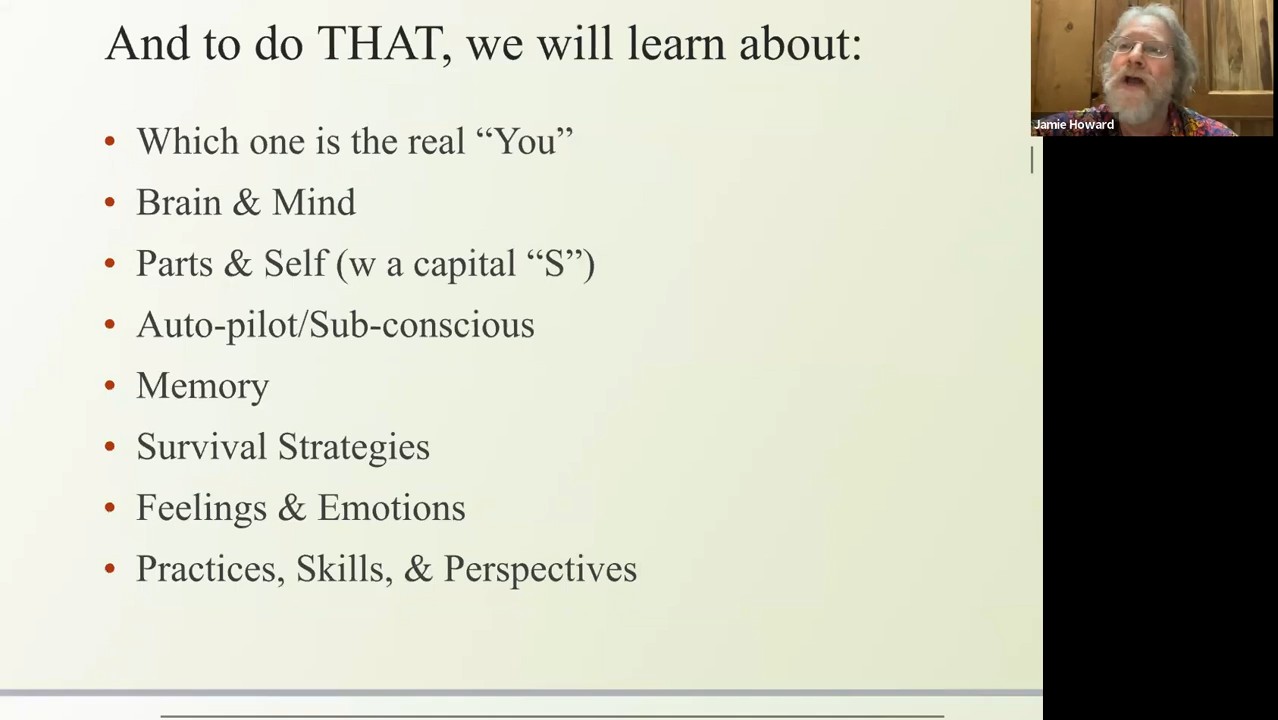 And to do THAT, we will learn about:
• Which one is the real “You”
• Brain & Mind
• Parts & Self (w a capital “S”)
• Auto-pilot/Sub-conscious
• Memory
• Survival Strategies
• Feelings & Emotions
• Practices, Skills, & Perspectives
Jamie Howard